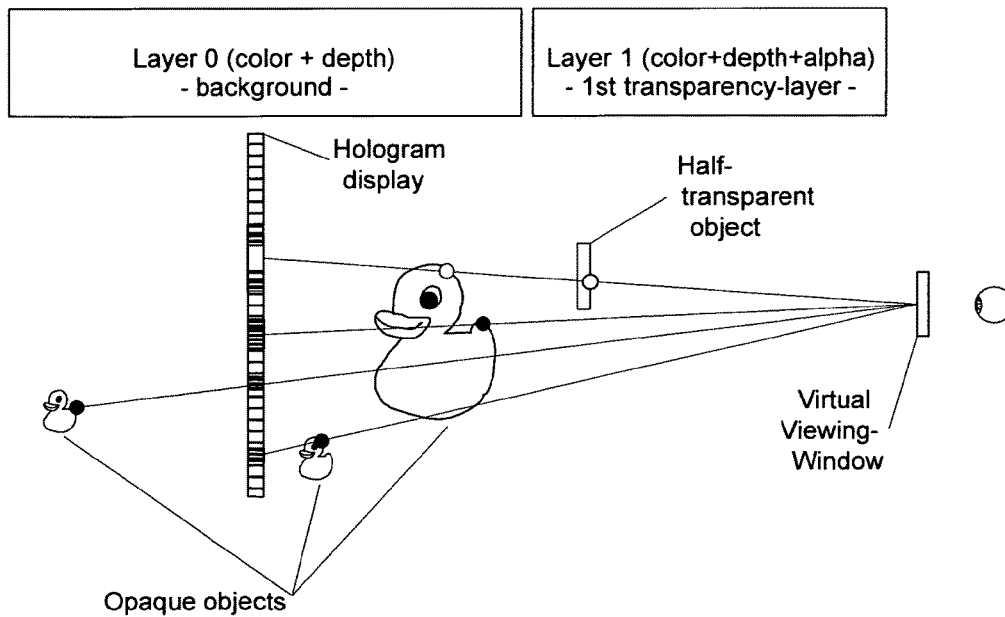 Layer 0 (color + depth)
- background -
Layer 1 (color+depth+alpha)
- 1st transparency-layer -
Hologram
display
Half-
transparent
object
Virtual
Viewing-
Window
Opaque objects